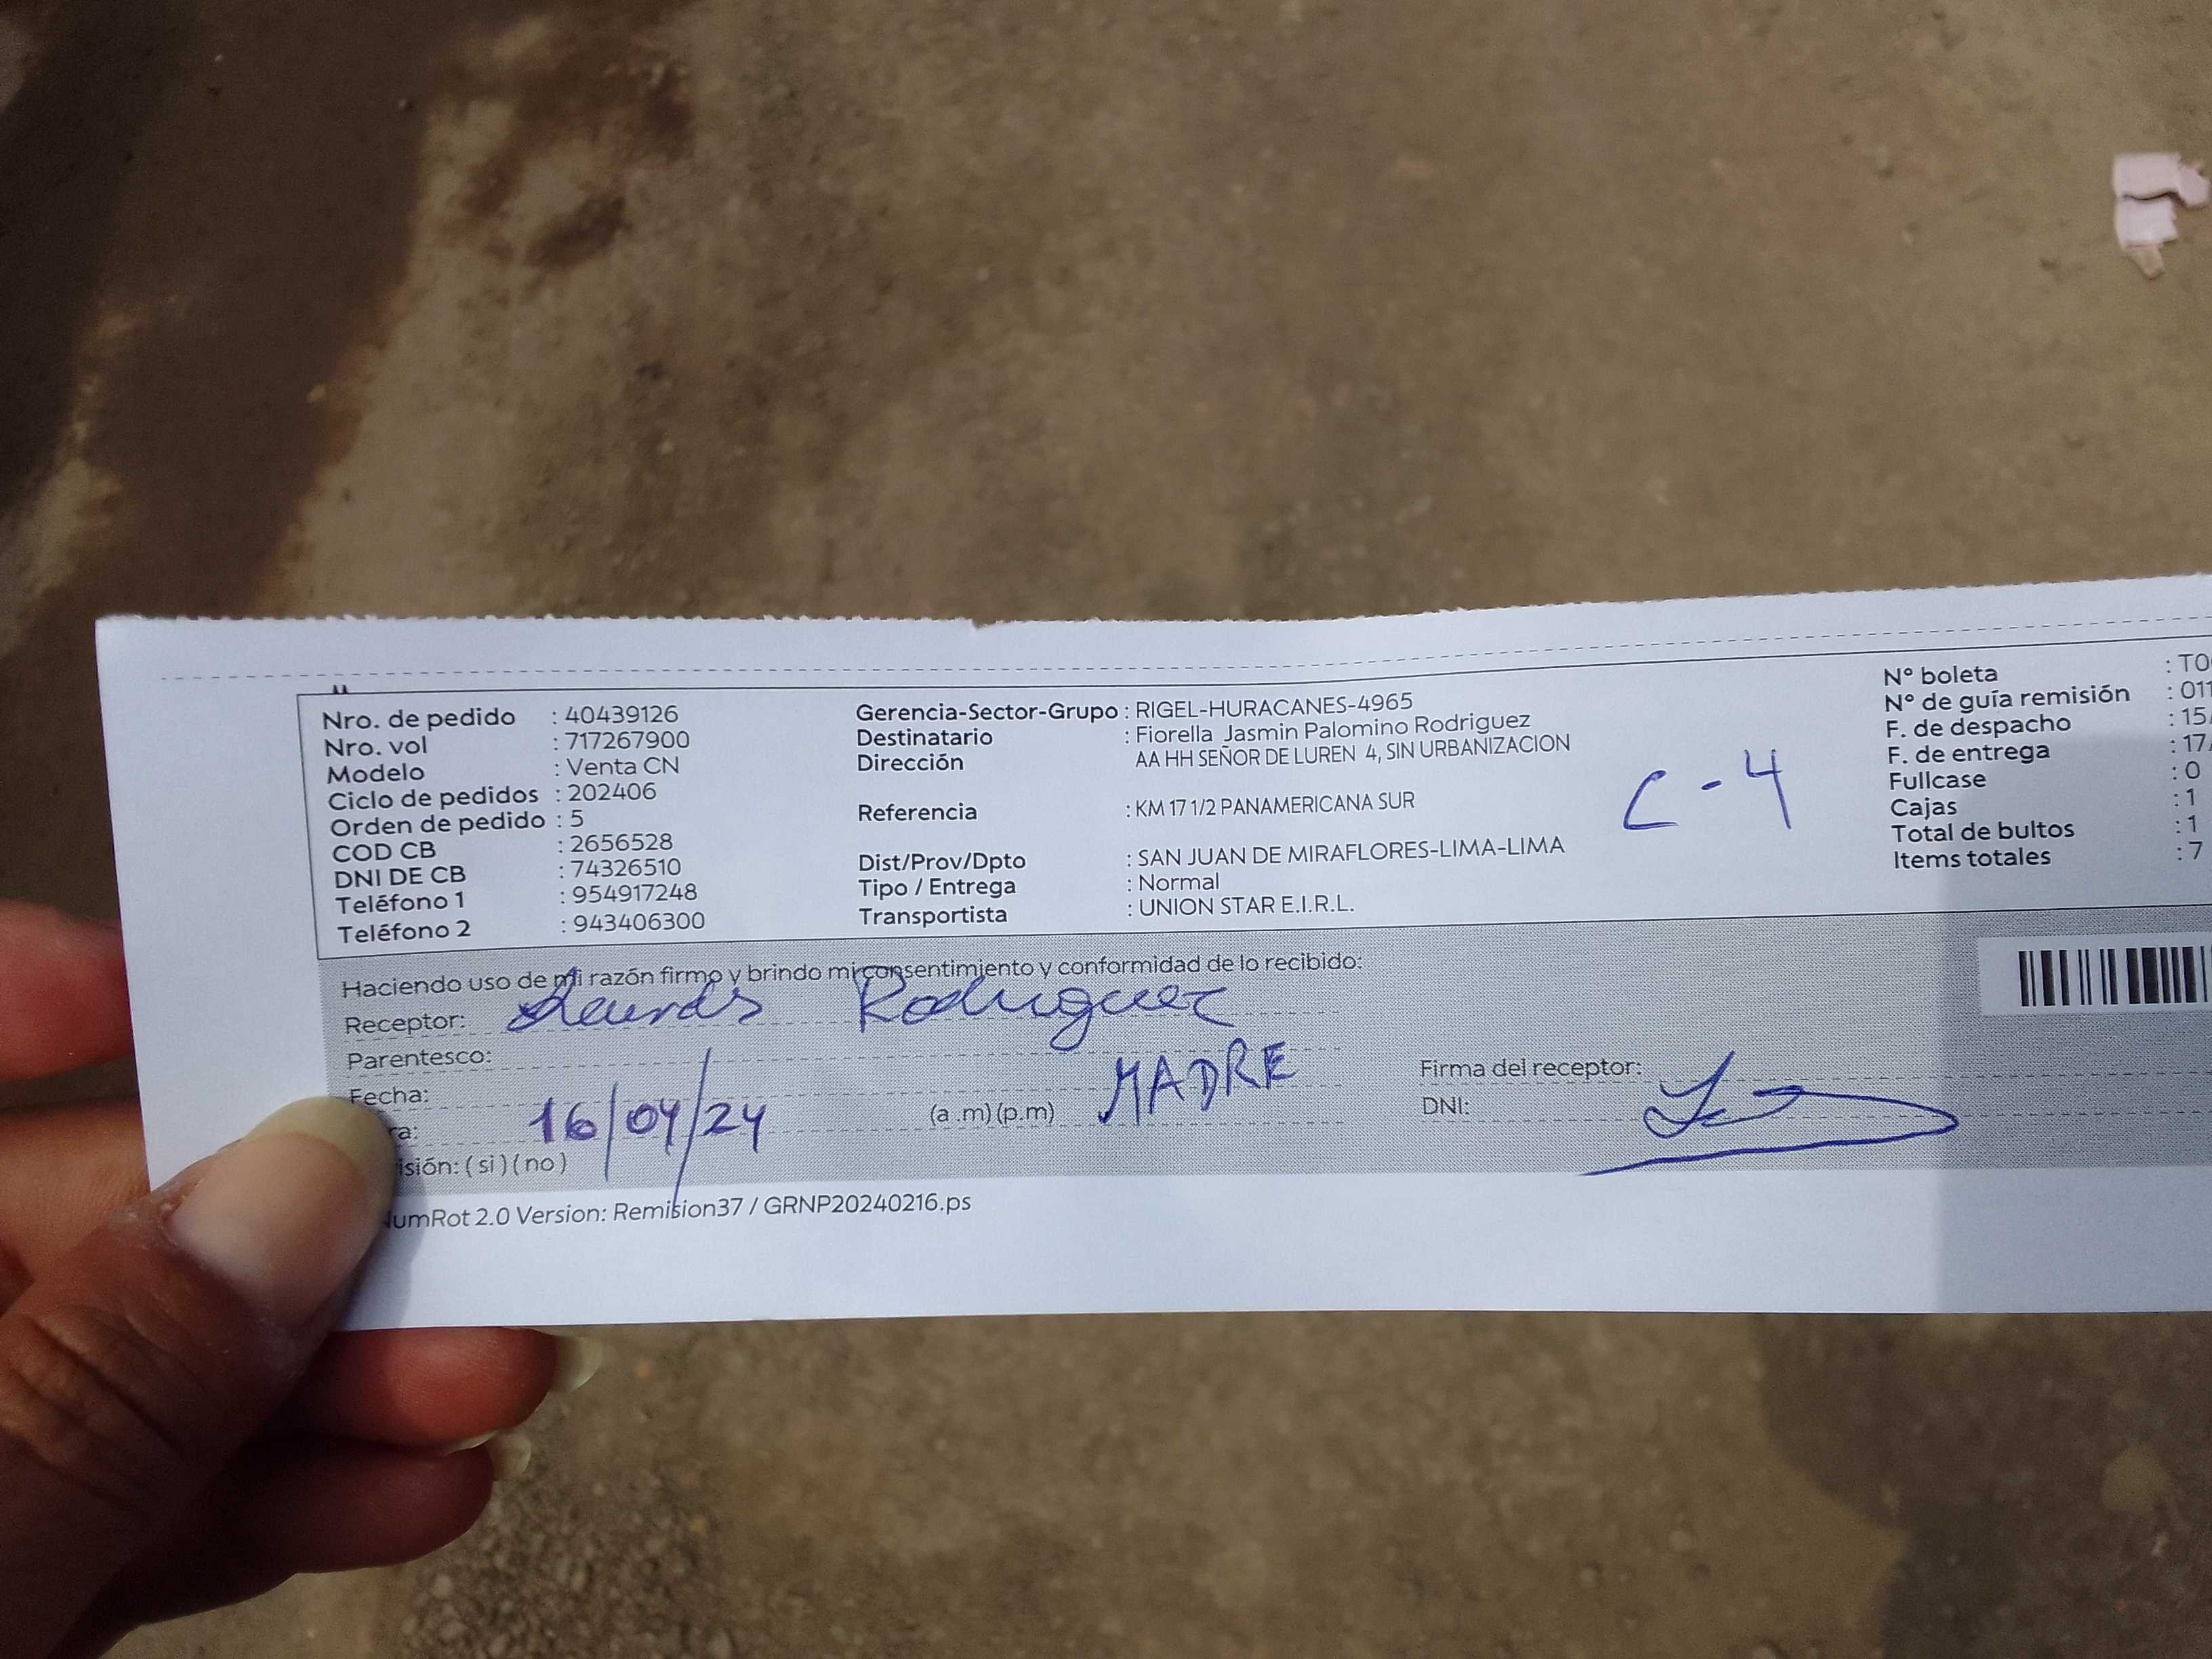 Nro. de pedido : 40439126
Nro. vol : 717267900
Modelo : Venta CN
Ciclo de pedidos : 202406
Orden de pedido : 5
COD CB : 2656528
DNI DE CB : 74326510
Teléfono 1 : 954917248
Teléfono 2 : 943406300
Gerencia-Sector-Grupo : RIGEL-HURACANES-4965
Destinatario : Fiorella Jasmin Palomino Rodriguez
Dirección AA HH SEÑOR DE LUREN 4, SIN URBANIZACION
Referencia : KM 17 1/2 PANAMERICANA SUR
Dist/Prov/Dpto : SAN JUAN DE MIRAFLORES-LIMA-LIMA
Tipo / Entrega : Normal
Transportista : UNION STAR E.I.R.L.
C-4
N° boleta : TO
N° de guía remisión : 011
F. de despacho : 15
F. de entrega : 17
Fullcase : 0
Cajas : 1
Total de bultos : 1
Items totales : 7
Haciendo uso de mi razón firmo y brindo mi consentimiento y conformidad de lo recibido:
Receptor: Rodriguez
Parentesco:
MADRE
Fecha:
16/04/24 (a .m) (p.m)
isión: ( si ) ( no )
Firma del receptor:
DNI:
umRot 2.0 Version: Remision37 / GRNP20240216.ps